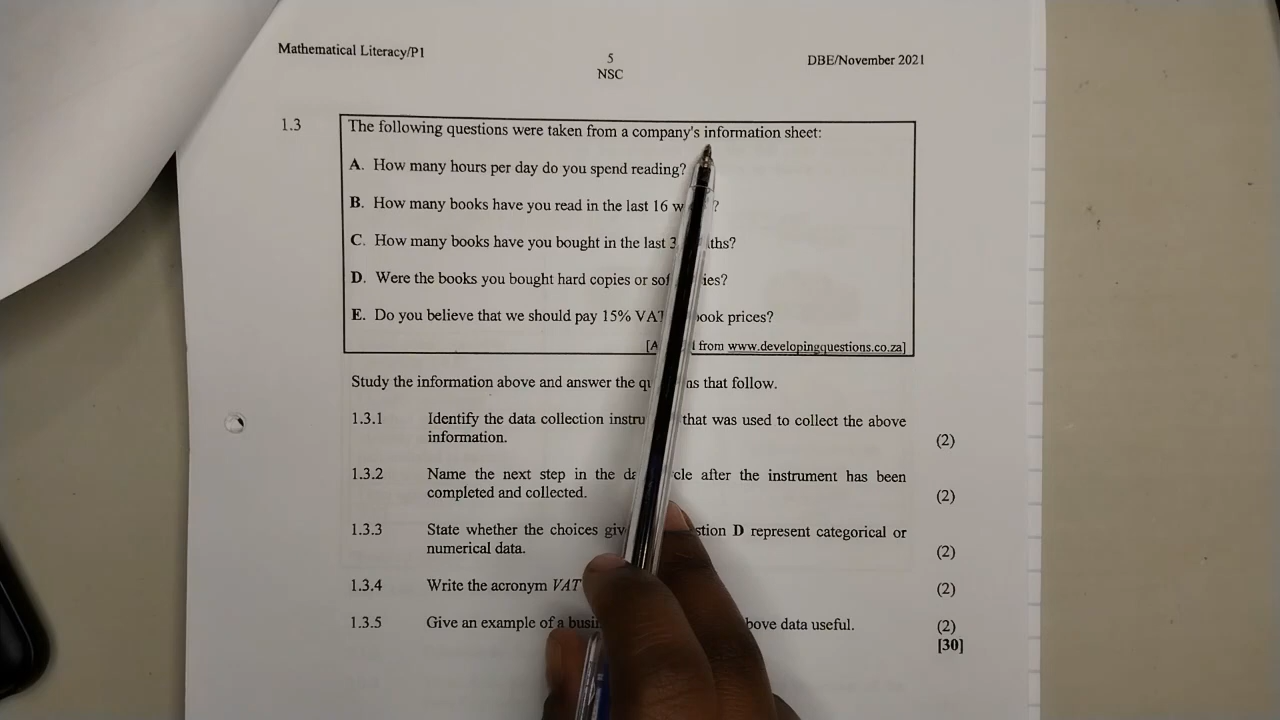 Mathematical Literacy/P1
5
DBE/November 2021
NSC
1.3
The following questions were taken from a company's information sheet:
A. How many hours per day do you spend reading?
B. How many books have you read in the last 16 ?
C. How many books have you bought in the last 3
D. Were the books you bought hard copies or
E. Do you believe that we should pay 15% VAT book prices?
from www.developingquestions.co.za]
Study the information above and answer the that follow.
1.3.1 Identify the data collection that was used to collect the above
information. (2)
1.3.2 Name the next step in the after the instrument has been
completed and collected. (2)
1.3.3 State whether the choices D represent categorical or
numerical data. (2)
1.3.4 Write the acronym VAT (2)
1.3.5 Give an example of a above data useful. (2)
[30]